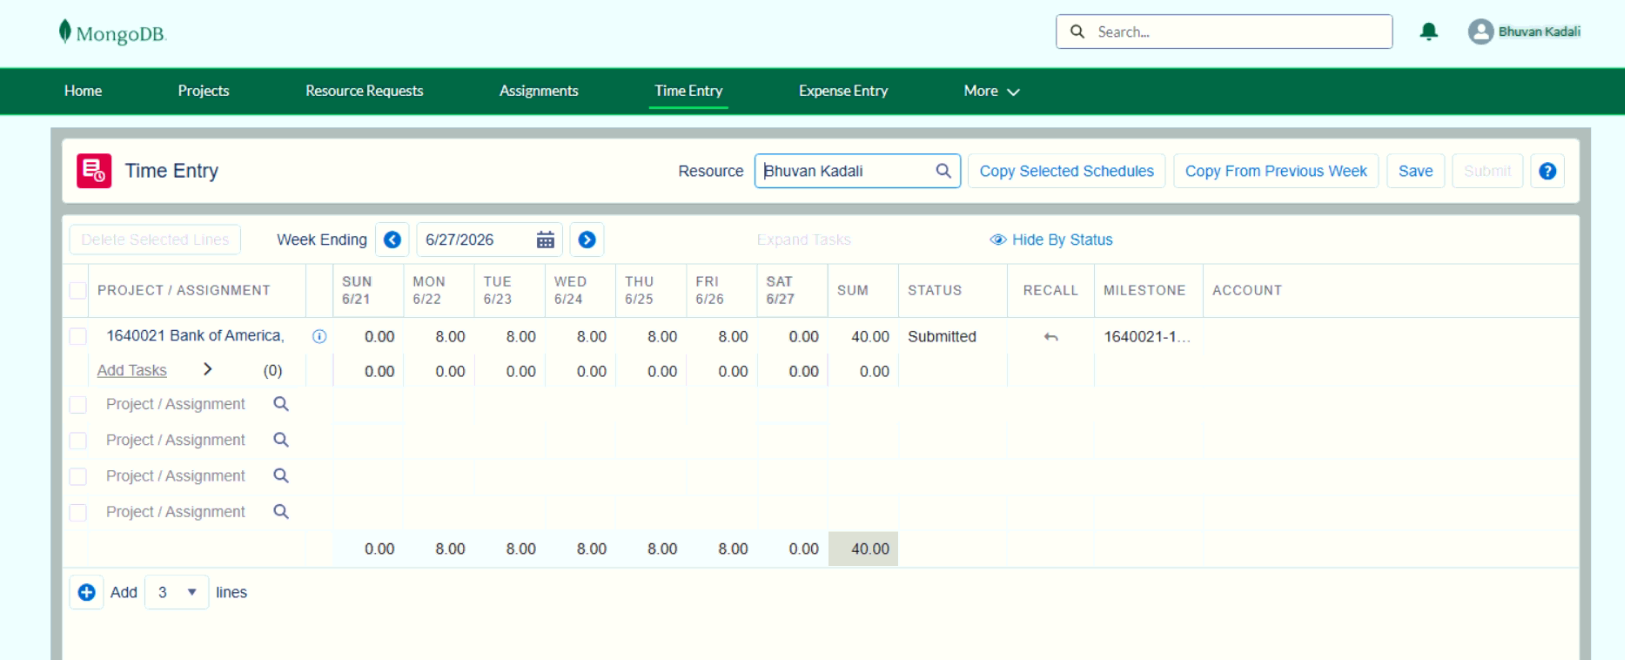 MongoDB.
Search...
Bhuvan Kadali
Home Projects Resource Requests Assignments Time Entry Expense Entry More
Time Entry
Resource Bhuvan Kadali Copy Selected Schedules Copy From Previous Week Save Submit ?
Delete Selected Lines Week Ending 6/27/2026 Expand Tasks Hide By Status
PROJECT / ASSIGNMENT SUN 6/21 MON 6/22 TUE 6/23 WED 6/24 THU 6/25 FRI 6/26 SAT 6/27 SUM STATUS RECALL MILESTONE ACCOUNT
1640021 Bank of America, 0.00 8.00 8.00 8.00 8.00 8.00 0.00 40.00 Submitted 1640021-1...
Add Tasks (0) 0.00 0.00 0.00 0.00 0.00 0.00 0.00 0.00
Project / Assignment
Project / Assignment
Project / Assignment
Project / Assignment
0.00 8.00 8.00 8.00 8.00 8.00 0.00 40.00
Add 3 lines